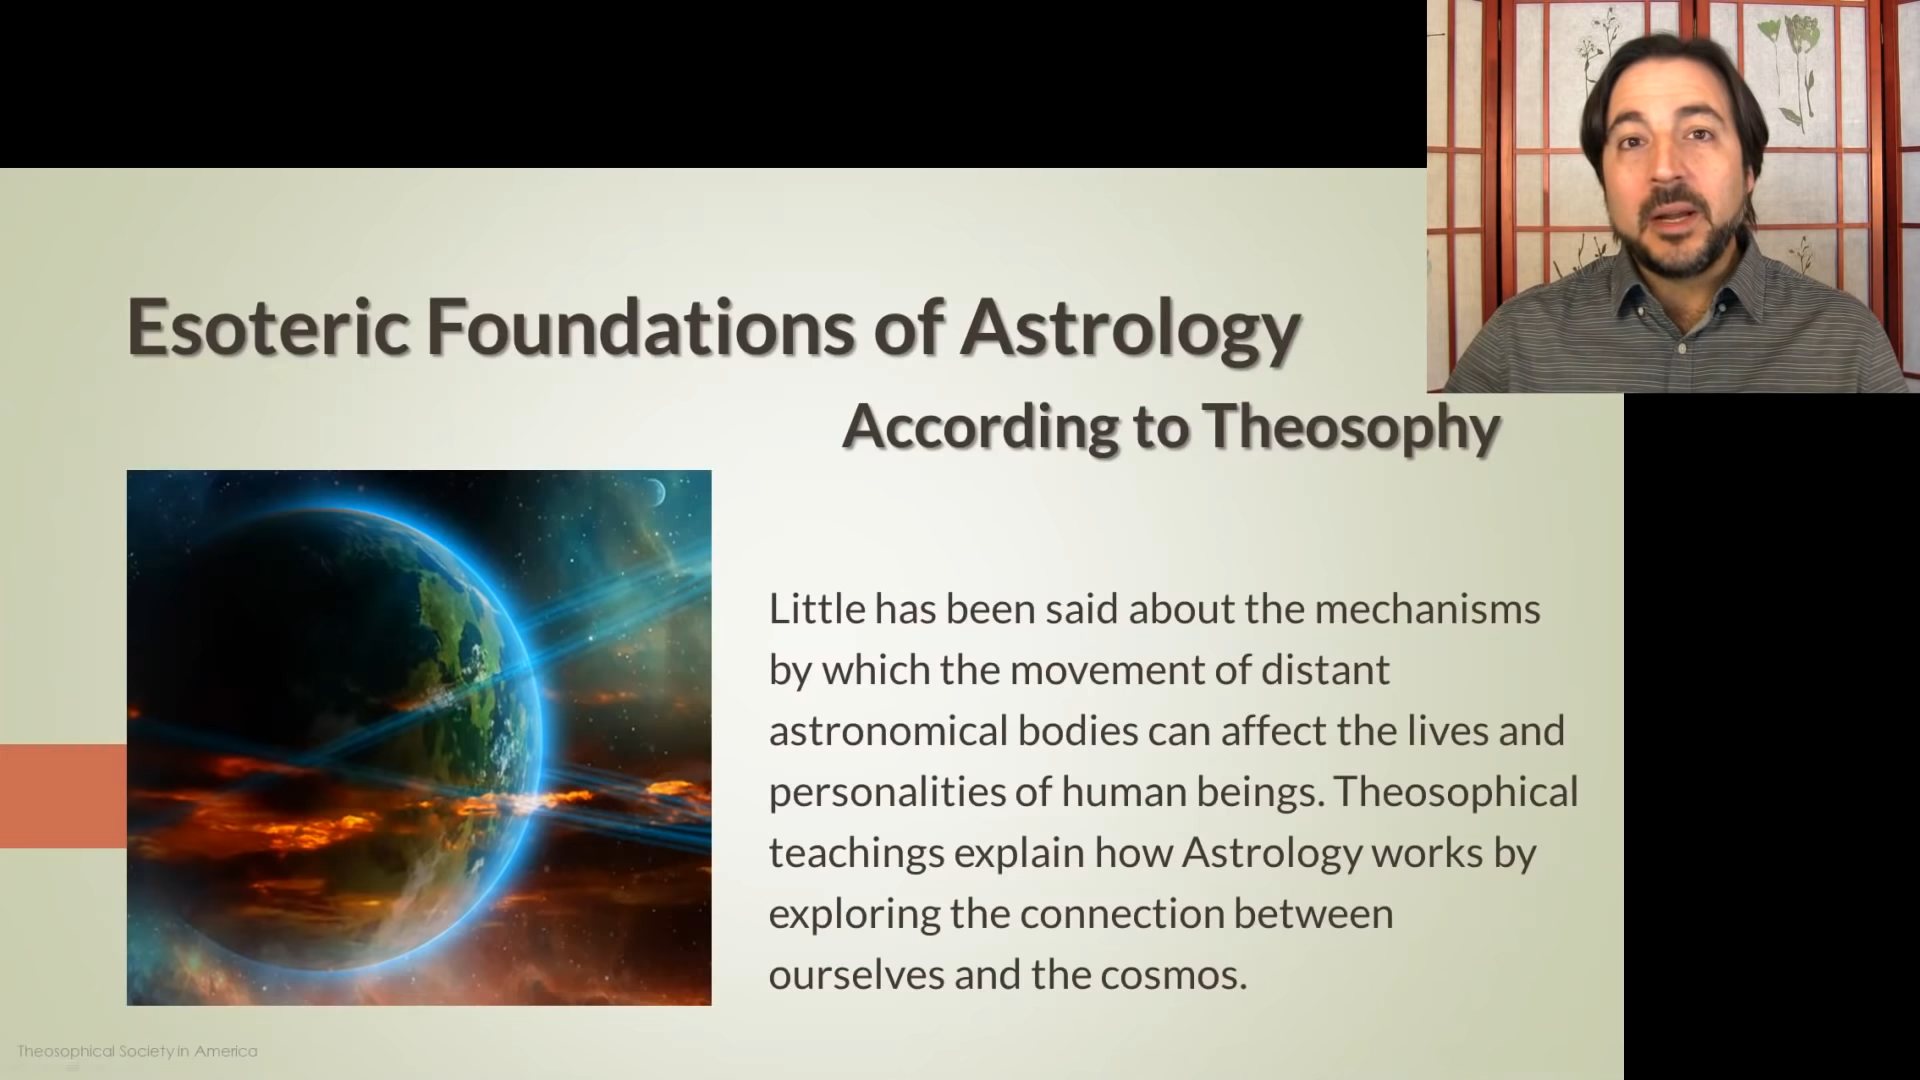 Esoteric Foundations of Astrology
According to Theosophy
Little has been said about the mechanisms
by which the movement of distant
astronomical bodies can affect the lives and
personalities of human beings. Theosophical
teachings explain how Astrology works by
exploring the connection between
ourselves and the cosmos.
Theosophical Society in America